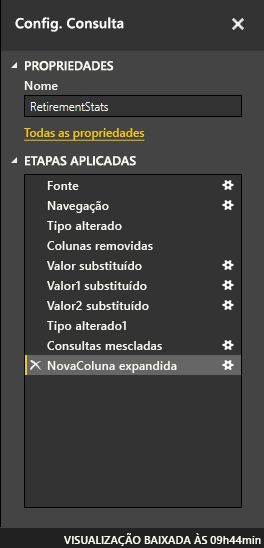 Config. Consulta
PROPRIEDADES
Nome
RetirementStats
Todas as propriedades
ETAPAS APLICADAS
Fonte
Navegação
Tipo alterado
Colunas removidas
Valor substituído
Valor1 substituído
Valor2 substituído
Tipo alterado1
Consultas mescladas
NovaColuna expandida
VISUALIZAÇÃO BAIXADA ÀS 09h44min